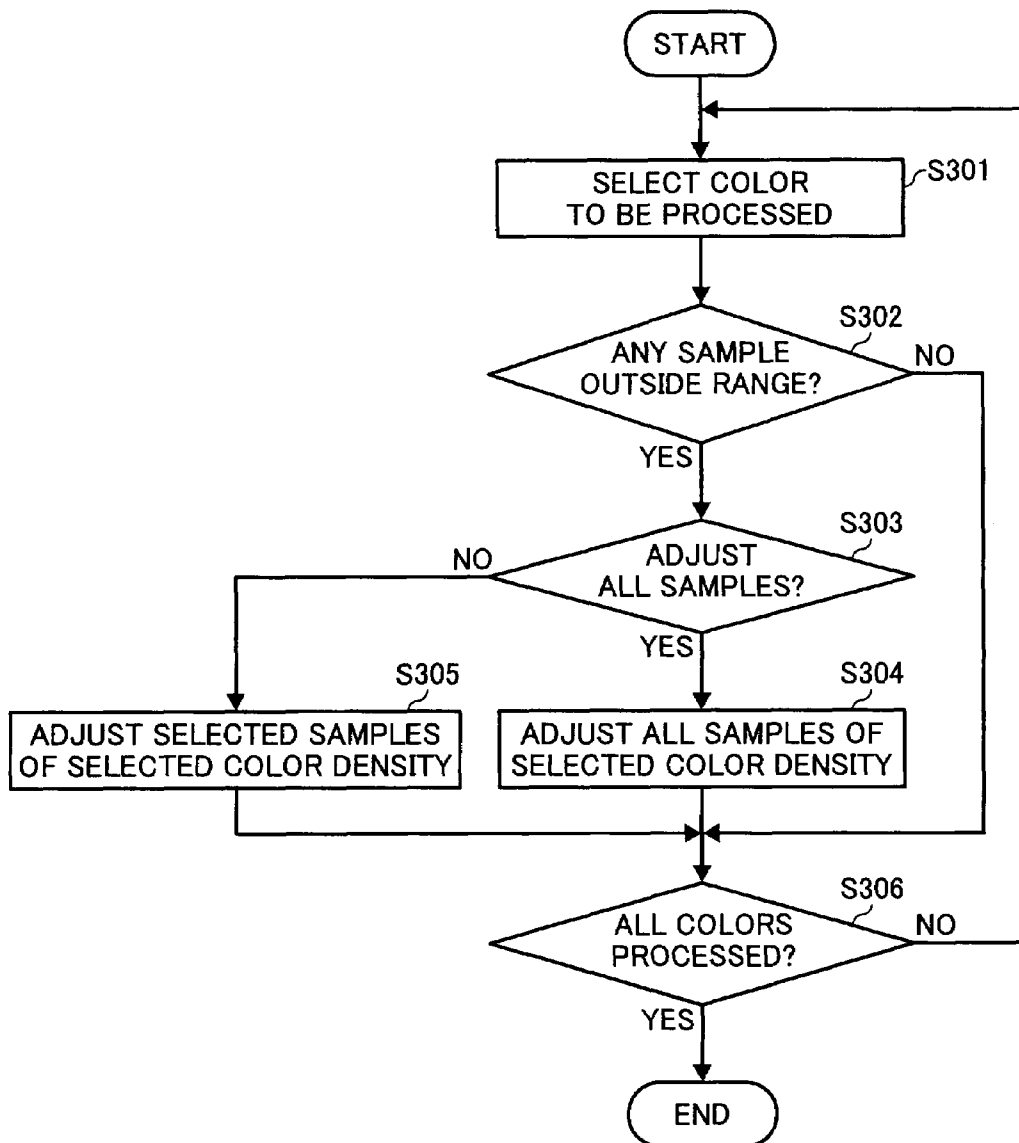 START
SELECT COLOR
TO BE PROCESSED
S301
ANY SAMPLE
OUTSIDE RANGE?
S302
NO
YES
ADJUST
ALL SAMPLES?
S303
NO
YES
S305
ADJUST SELECTED SAMPLES
OF SELECTED COLOR DENSITY
S304
ADJUST ALL SAMPLES OF
SELECTED COLOR DENSITY
S306
ALL COLORS
PROCESSED?
NO
YES
END